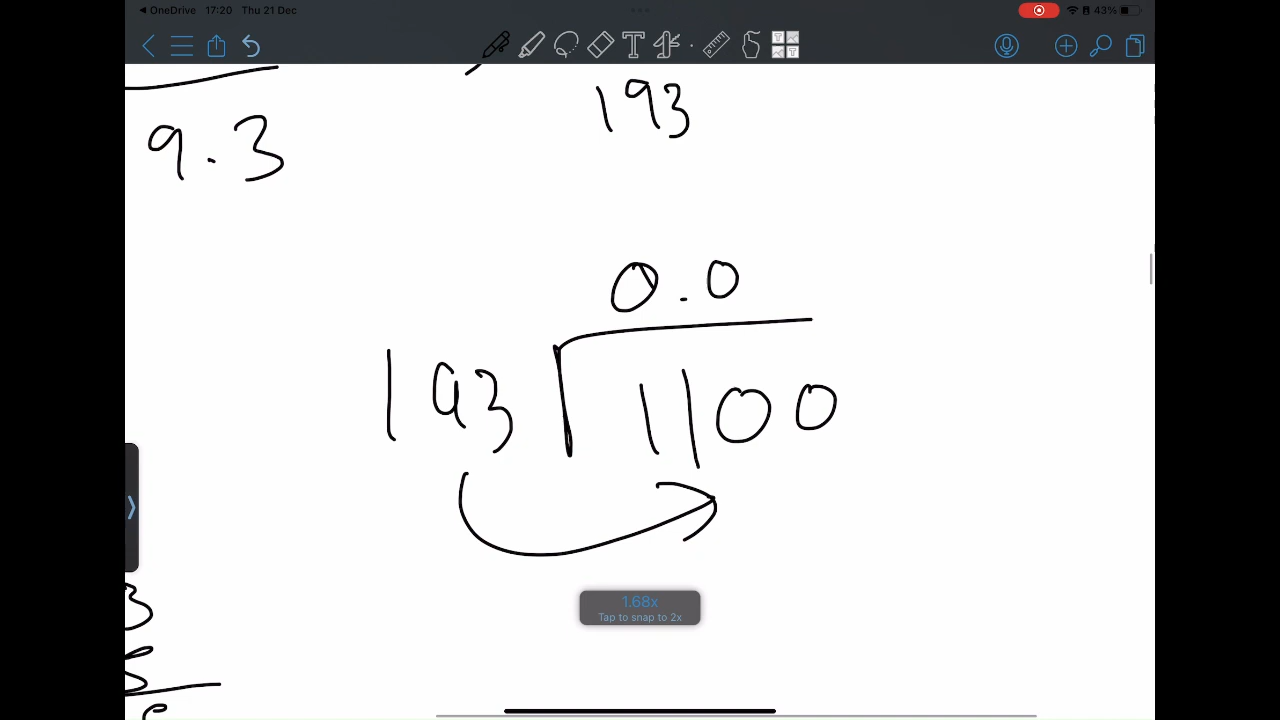 OneDrive 17:20 Thu 21 Dec 43%
193
9.3
0.0
193 1100
1.68x
Tap to snap to 2x
3